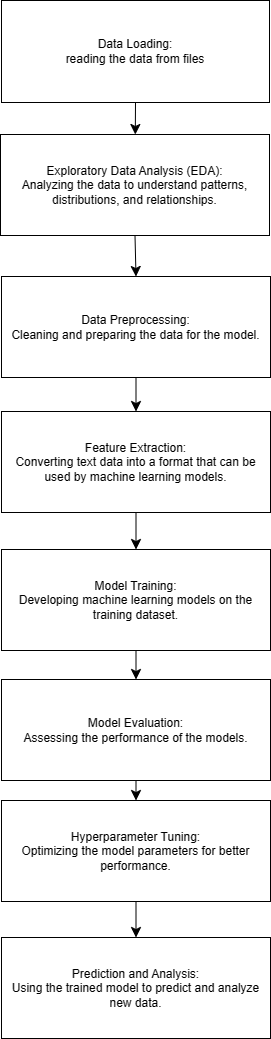 Data Loading:
reading the data from files
Exploratory Data Analysis (EDA):
Analyzing the data to understand patterns,
distributions, and relationships.
Data Preprocessing:
Cleaning and preparing the data for the model.
Feature Extraction:
Converting text data into a format that can be
used by machine learning models.
Model Training:
Developing machine learning models on the
training dataset.
Model Evaluation:
Assessing the performance of the models.
Hyperparameter Tuning:
Optimizing the model parameters for better
performance.
Prediction and Analysis:
Using the trained model to predict and analyze
new data.